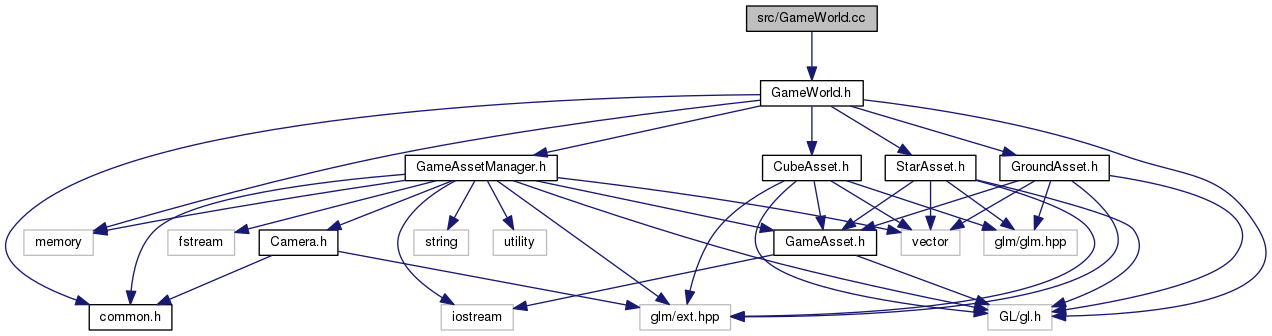 src/GameWorld.cc
GameWorld.h
GameAssetManager.h
CubeAsset.h
StarAsset.h
GroundAsset.h
memory
fstream
Camera.h
string
utility
GameAsset.h
vector
glm/glm.hpp
common.h
iostream
glm/ext.hpp
GL/gl.h